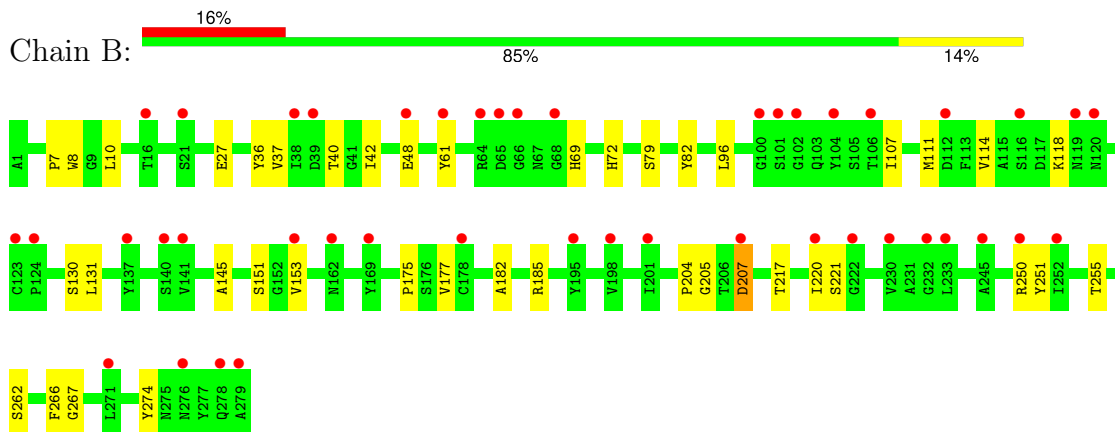 16%
Chain B:
85% 14%
A1 P7 W8 G9 L10 T16 S21 E27 Y36 V37 I38 D39 T40 G41 I42 E48 Y61 R64 D65 G66 N67 G68 H69 H72 S79 Y82 L96 G100 S101 G102 Q103 Y104 S105 T106 I107 M111 D112 F113 V114 A115 S116 D117 K118 N119 N120
C123 P124 S130 L131 Y137 S140 V141 A145 S151 G152 V153 N162 Y169 P175 S176 V177 C178 A182 R185 Y195 V198 I201 P204 G205 T206 D207 T217 I220 S221 G222 V230 A231 G232 L233 A245 R250 Y251 I252 T255
S262 F266 G267 L271 Y274 N275 N276 Y277 Q278 A279